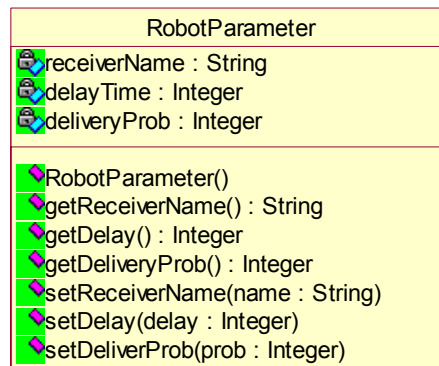 RobotParameter
receiverName : String
delayTime : Integer
deliveryProb : Integer
RobotParameter()
getReceiverName() : String
getDelay() : Integer
getDeliveryProb() : Integer
setReceiverName(name : String)
setDelay(delay : Integer)
setDeliverProb(prob : Integer)